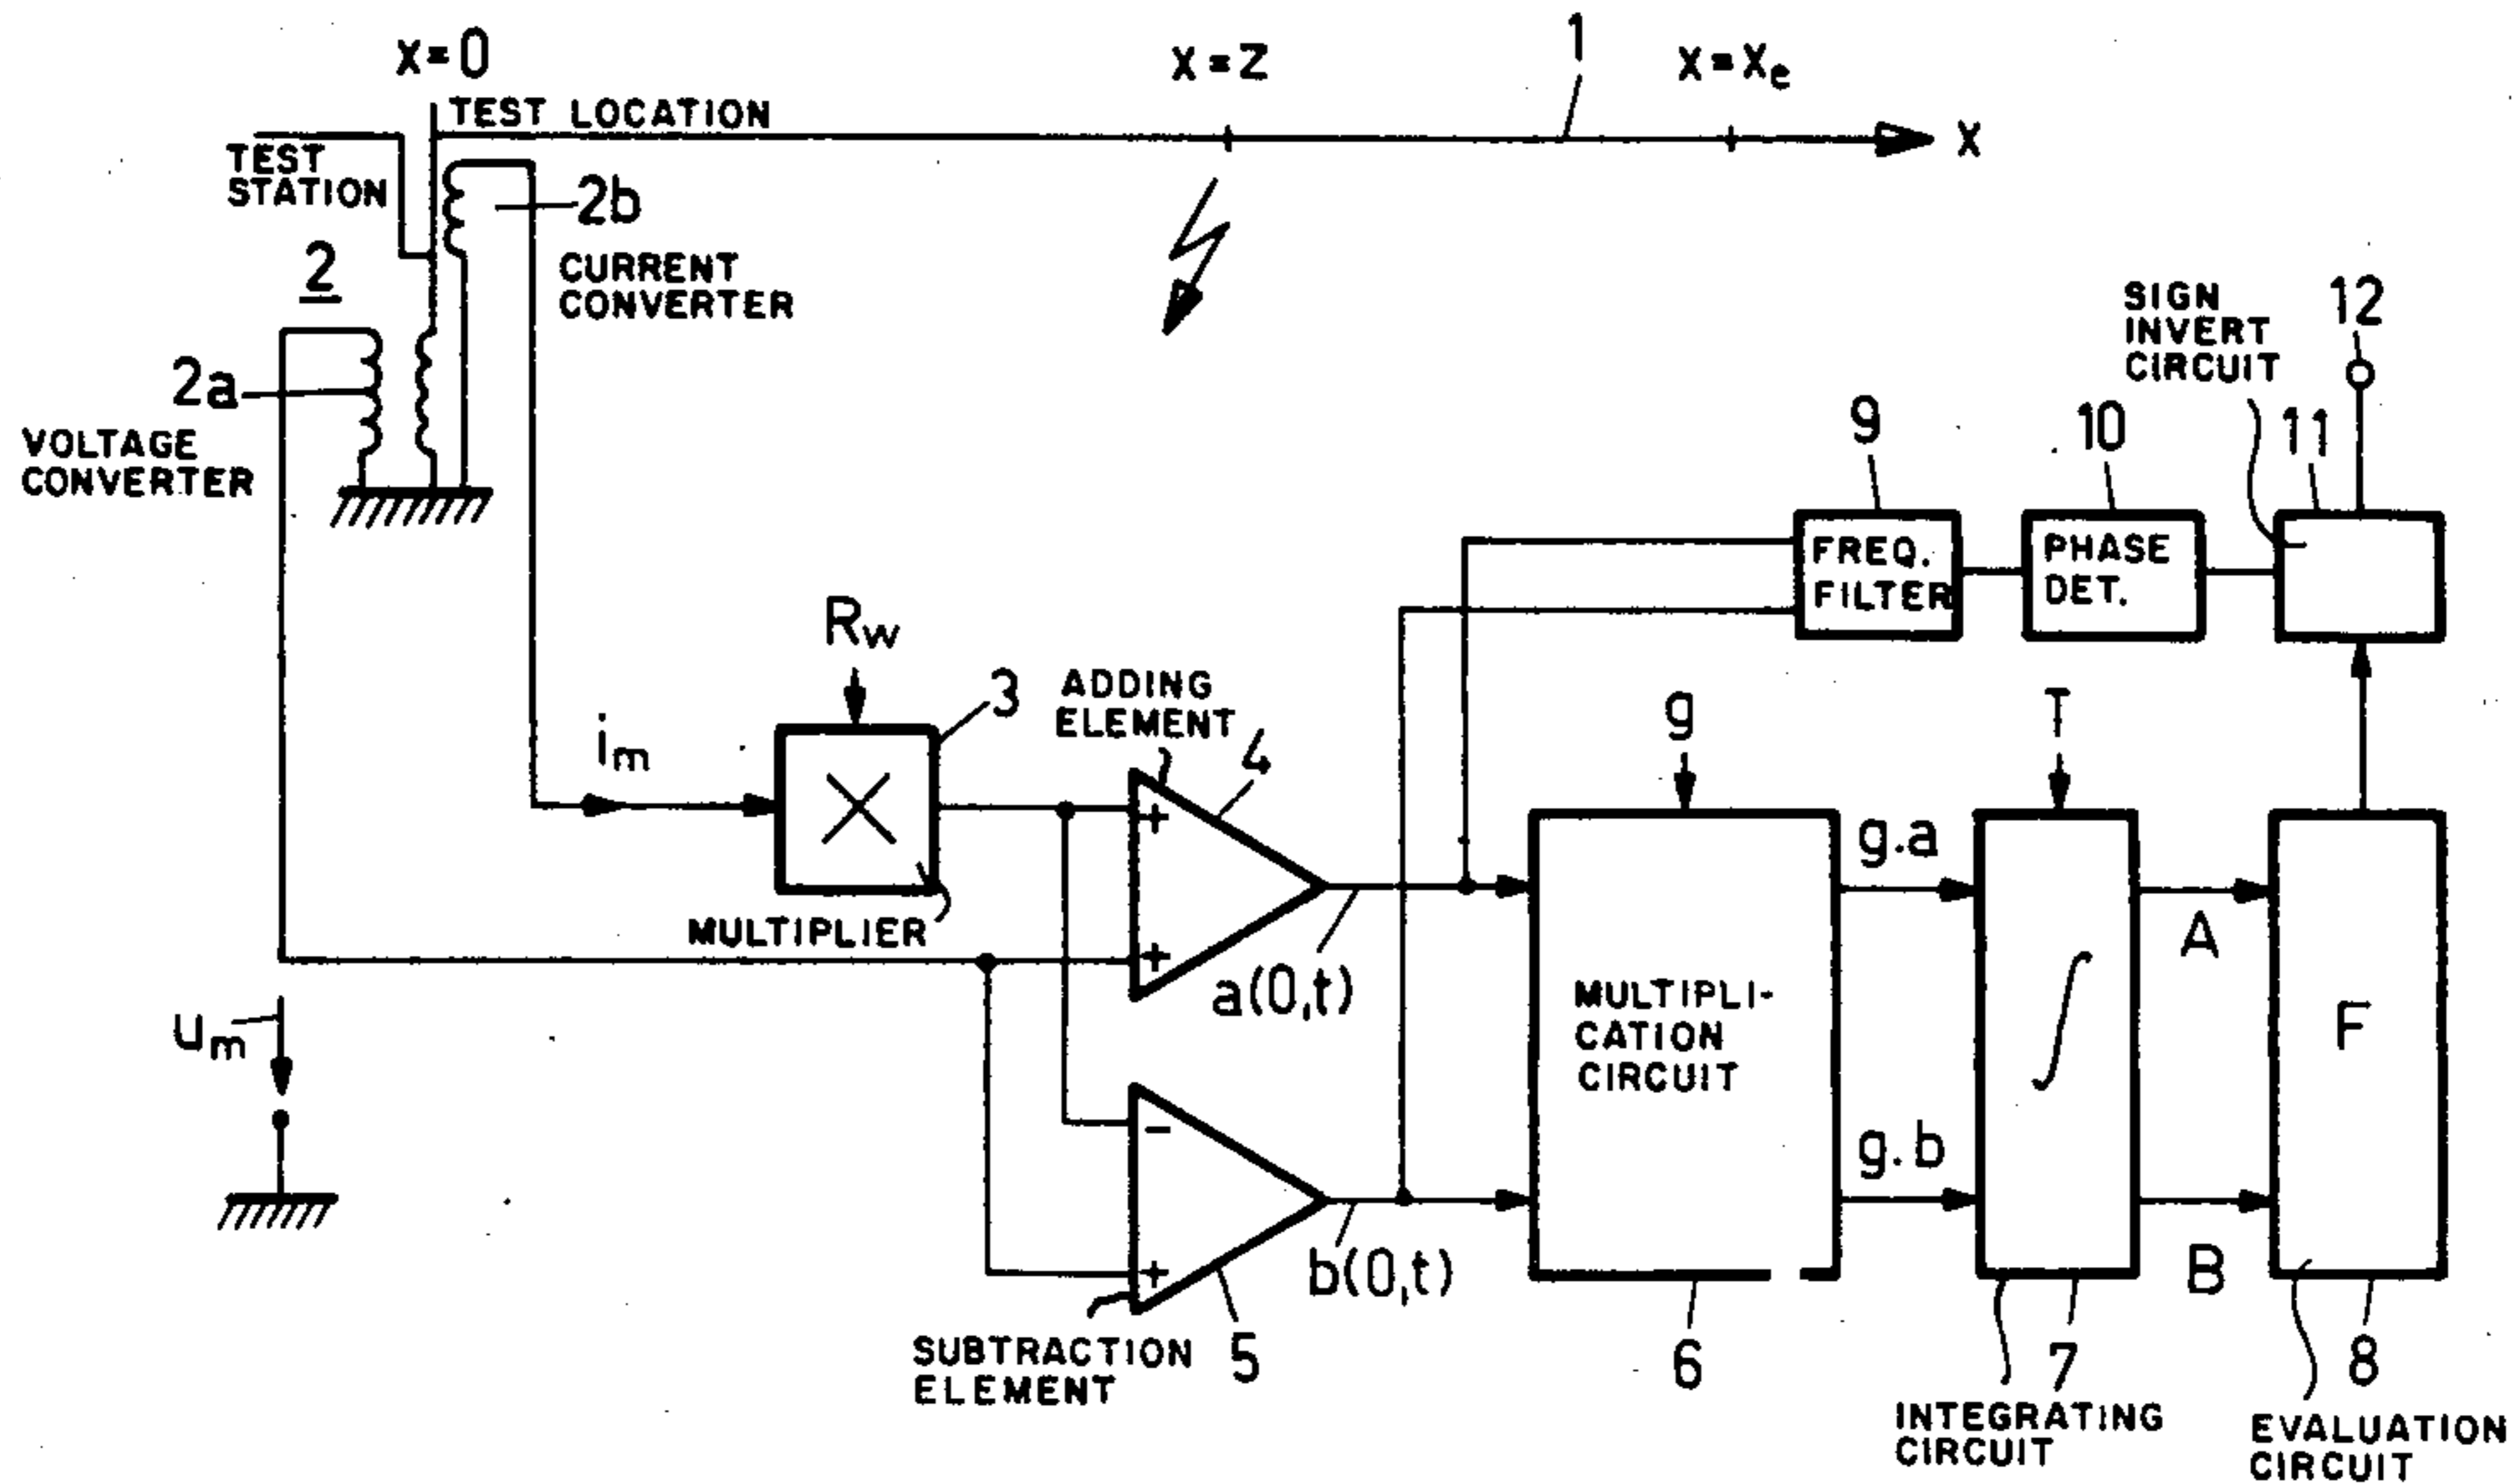 x=0
x=z
1
x=xe
TEST LOCATION
x
TEST
STATION
2b
2
CURRENT
CONVERTER
2a
VOLTAGE
CONVERTER
SIGN
INVERT
CIRCUIT
12
9
10
11
FREQ.
FILTER
PHASE
DET.
Rw
3
ADDING
ELEMENT
4
g
T
im
×
+
+
MULTIPLIER
a(0,t)
g.a
A
MULTIPLI-
CATION
CIRCUIT
∫
F
um
-
+
g.b
B
b(0,t)
SUBTRACTION
ELEMENT
5
6
7
8
INTEGRATING
CIRCUIT
EVALUATION
CIRCUIT